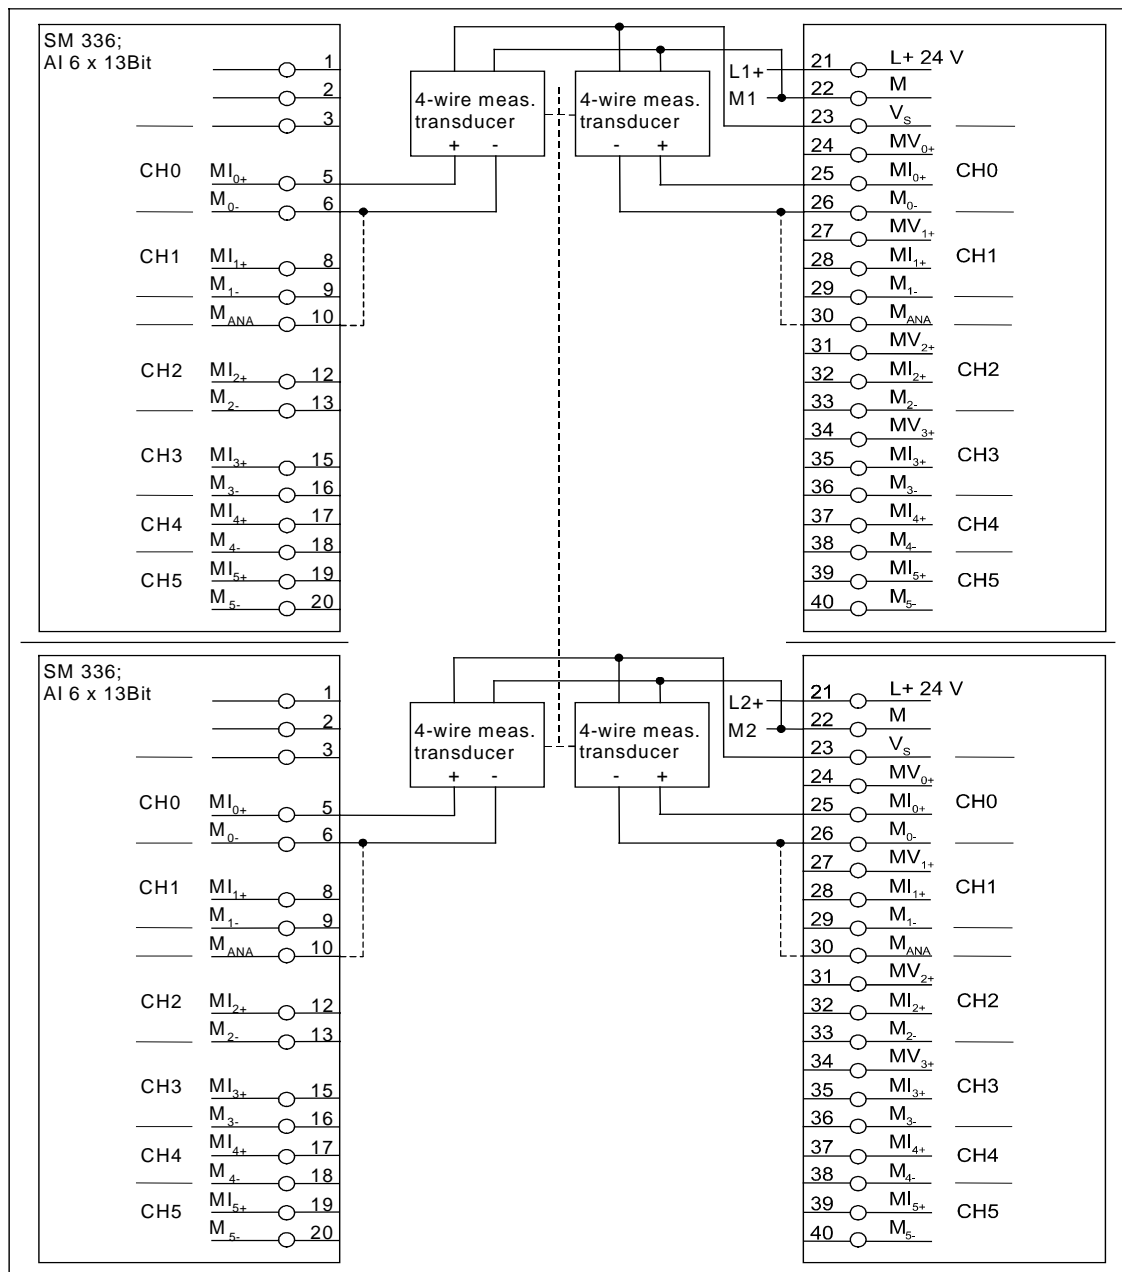 SM 336;
AI 6 x 13Bit
1
2
3
CH0 MI0+ 5
M0- 6
CH1 MI1+ 8
M1- 9
MANA 10
CH2 MI2+ 12
M2- 13
CH3 MI3+ 15
M3- 16
CH4 MI4+ 17
M4- 18
CH5 MI5+ 19
M5- 20
4-wire meas.
transducer
+ -
4-wire meas.
transducer
- +
L1+
M1
21 L+ 24 V
22 M
23 VS
24 MV0+
25 MI0+ CH0
26 M0-
27 MV1+
28 MI1+ CH1
29 M1-
30 MANA
31 MV2+
32 MI2+ CH2
33 M2-
34 MV3+
35 MI3+ CH3
36 M3-
37 MI4+ CH4
38 M4-
39 MI5+ CH5
40 M5-
SM 336;
AI 6 x 13Bit
1
2
3
CH0 MI0+ 5
M0- 6
CH1 MI1+ 8
M1- 9
MANA 10
CH2 MI2+ 12
M2- 13
CH3 MI3+ 15
M3- 16
CH4 MI4+ 17
M4- 18
CH5 MI5+ 19
M5- 20
4-wire meas.
transducer
+ -
4-wire meas.
transducer
- +
L2+
M2
21 L+ 24 V
22 M
23 VS
24 MV0+
25 MI0+ CH0
26 M0-
27 MV1+
28 MI1+ CH1
29 M1-
30 MANA
31 MV2+
32 MI2+ CH2
33 M2-
34 MV3+
35 MI3+ CH3
36 M3-
37 MI4+ CH4
38 M4-
39 MI5+ CH5
40 M5-